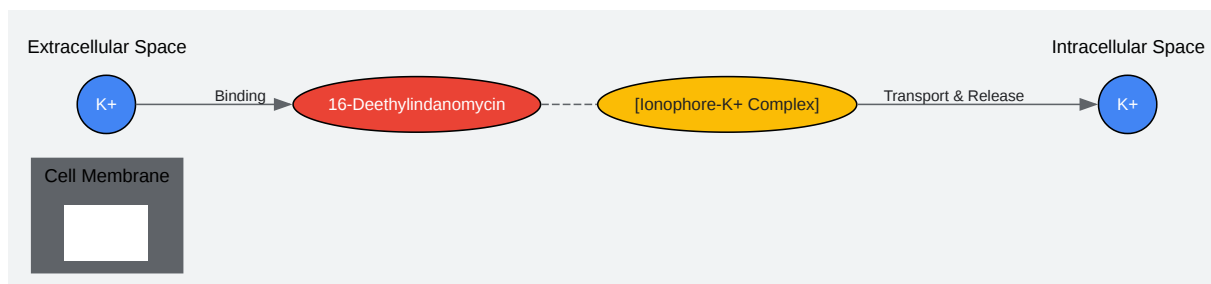 Extracellular Space
Intracellular Space
K+
Binding
16-Deethylindanomycin
[Ionophore-K+ Complex]
Transport & Release
K+
Cell Membrane